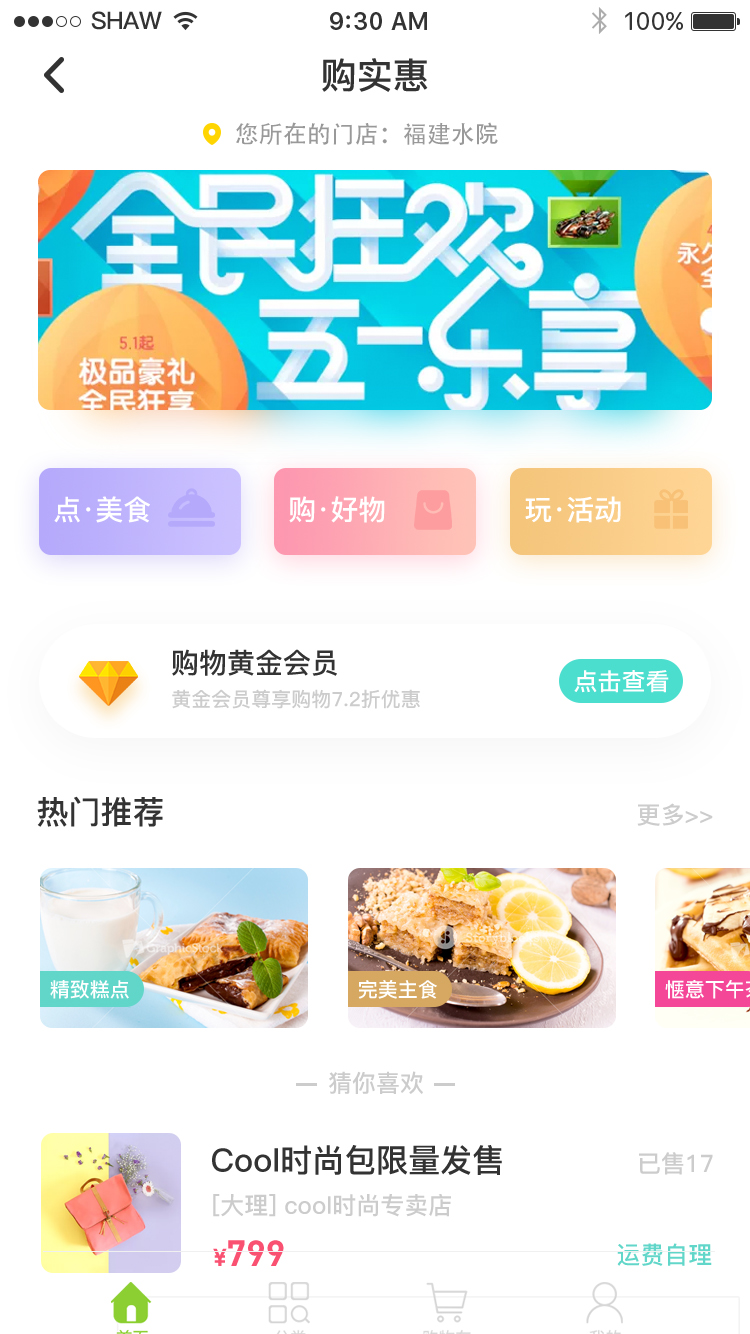 SHAW 9:30 AM 100%
购实惠
您所在的门店：福建水院
全民狂欢
五一乐享
永久
全
5.1起
极品豪礼
全民狂享
点·美食 购·好物 玩·活动
购物黄金会员
黄金会员尊享购物7.2折优惠
点击查看
热门推荐 更多>>
GraphicStock
精致糕点 完美主食 惬意下午茶
猜你喜欢
Cool时尚包限量发售 已售17
[大理] cool时尚专卖店
¥799 运费自理